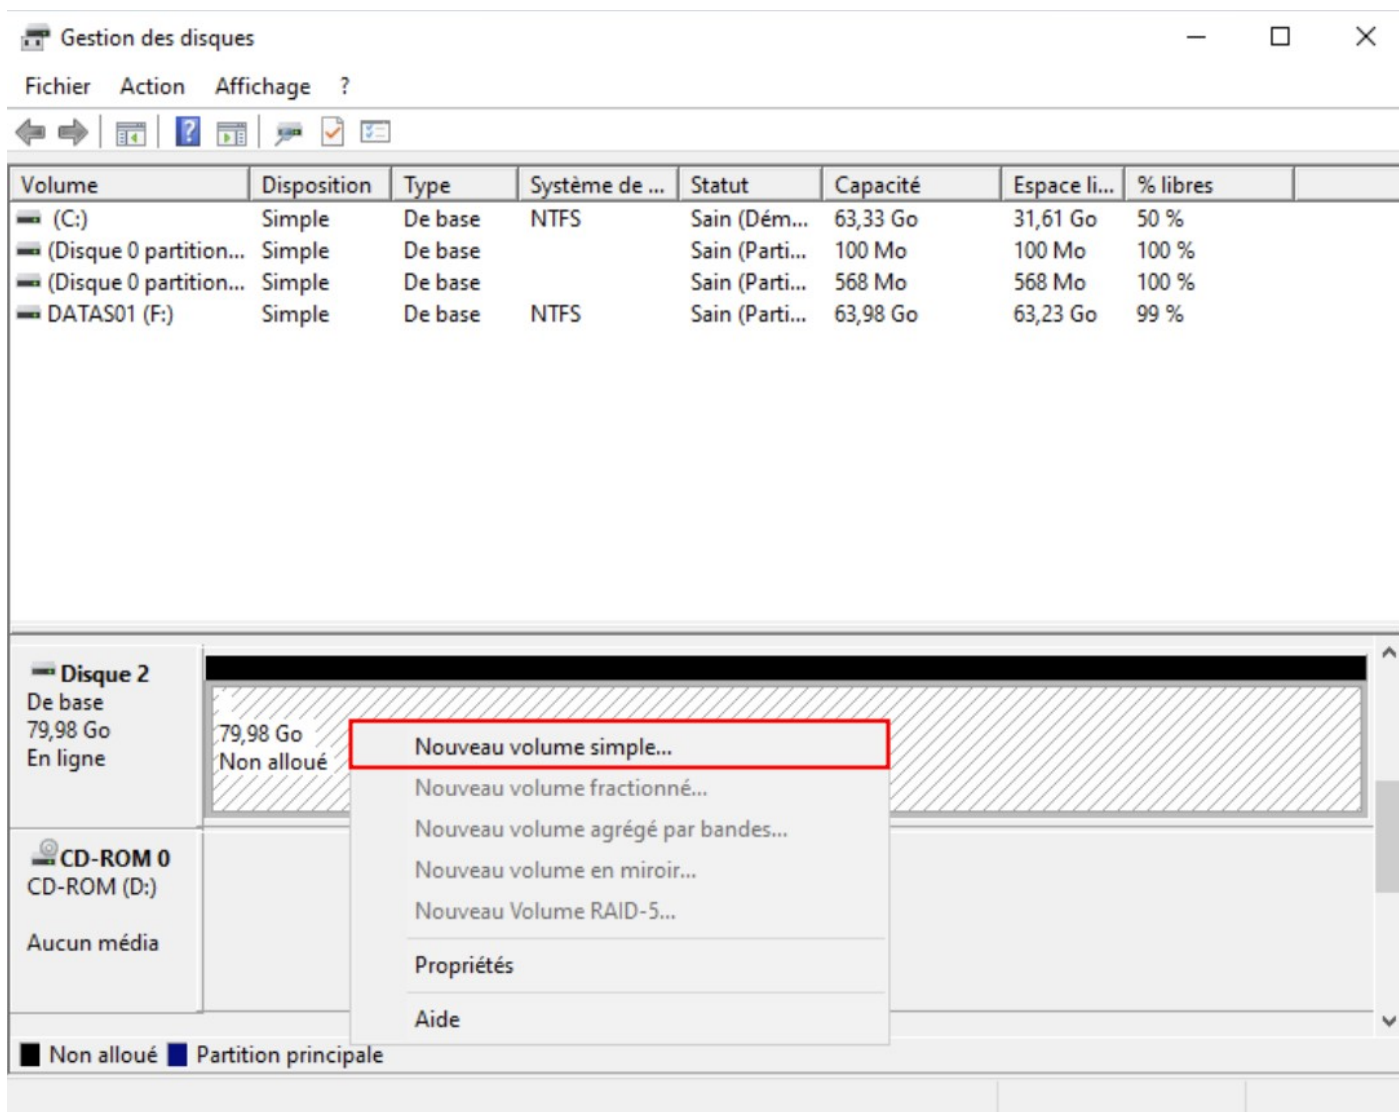 Gestion des disques
Fichier Action Affichage ?
Volume Disposition Type Système de ... Statut Capacité Espace li... % libres
(C:) Simple De base NTFS Sain (Dém... 63,33 Go 31,61 Go 50 %
(Disque 0 partition... Simple De base Sain (Parti... 100 Mo 100 Mo 100 %
(Disque 0 partition... Simple De base Sain (Parti... 568 Mo 568 Mo 100 %
DATAS01 (F:) Simple De base NTFS Sain (Parti... 63,98 Go 63,23 Go 99 %
Disque 2
De base
79,98 Go
En ligne
79,98 Go
Non alloué
Nouveau volume simple...
Nouveau volume fractionné...
Nouveau volume agrégé par bandes...
Nouveau volume en miroir...
Nouveau Volume RAID-5...
Propriétés
Aide
CD-ROM 0
CD-ROM (D:)
Aucun média
Non alloué Partition principale